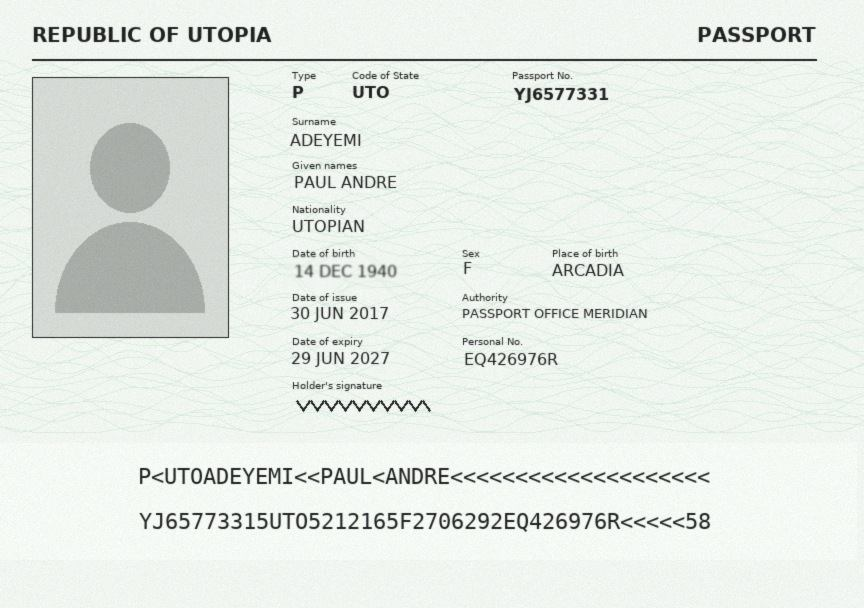 REPUBLIC OF UTOPIA PASSPORT
Type Code of State Passport No.
P UTO YJ6577331
Surname
ADEYEMI
Given names
PAUL ANDRE
Nationality
UTOPIAN
Date of birth Sex Place of birth
14 DEC 1940 F ARCADIA
Date of issue Authority
30 JUN 2017 PASSPORT OFFICE MERIDIAN
Date of expiry Personal No.
29 JUN 2027 EQ426976R
Holder's signature
P<UTOADEYEMI<<PAUL<ANDRE<<<<<<<<<<<<<<<<<<<<
YJ65773315UTO5212165F2706292EQ426976R<<<<<58